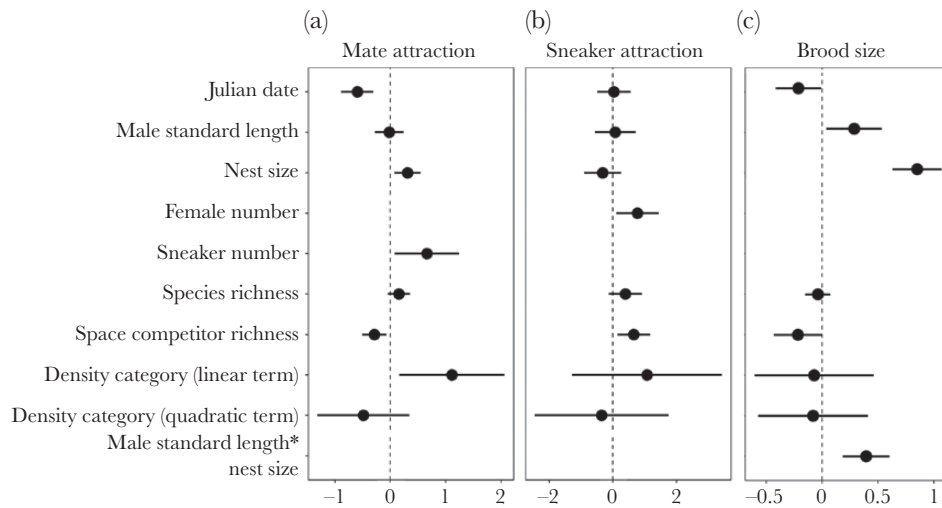 (a)
(b)
(c)
Mate attraction
Sneaker attraction
Brood size
Julian date
Male standard length
Nest size
Female number
Sneaker number
Species richness
Space competitor richness
Density category (linear term)
Density category (quadratic term)
Male standard length*
nest size
–1 0 1 2
–2 0 2
–0.5 0 0.5 1